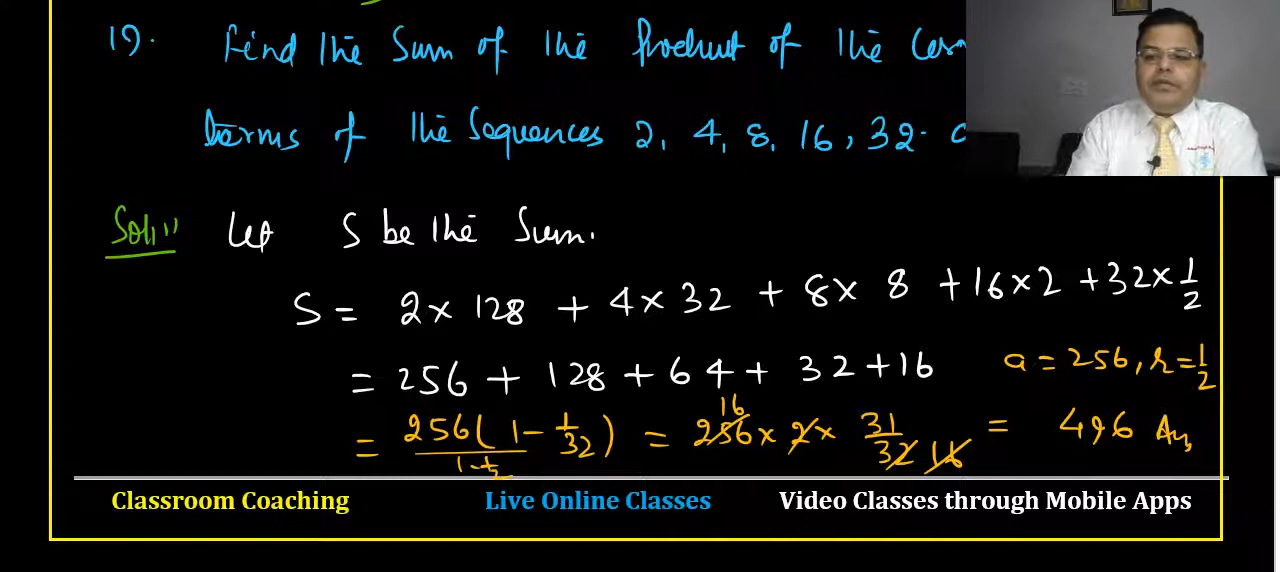 19. Find the Sum of the Product of the
terms of the Sequences 2, 4, 8, 16, 32.
Sol:" Let S be the Sum.
S = 2 × 128 + 4 × 32 + 8 × 8 + 16 × 2 + 32 × 1/2
= 256 + 128 + 64 + 32 + 16 a = 256, r = 1/2
= 256(1 - 1/32) / 1 - 1/2 = 256 16 × 2 × 31/32 16 = 496 Ans
Classroom Coaching Live Online Classes Video Classes through Mobile Apps